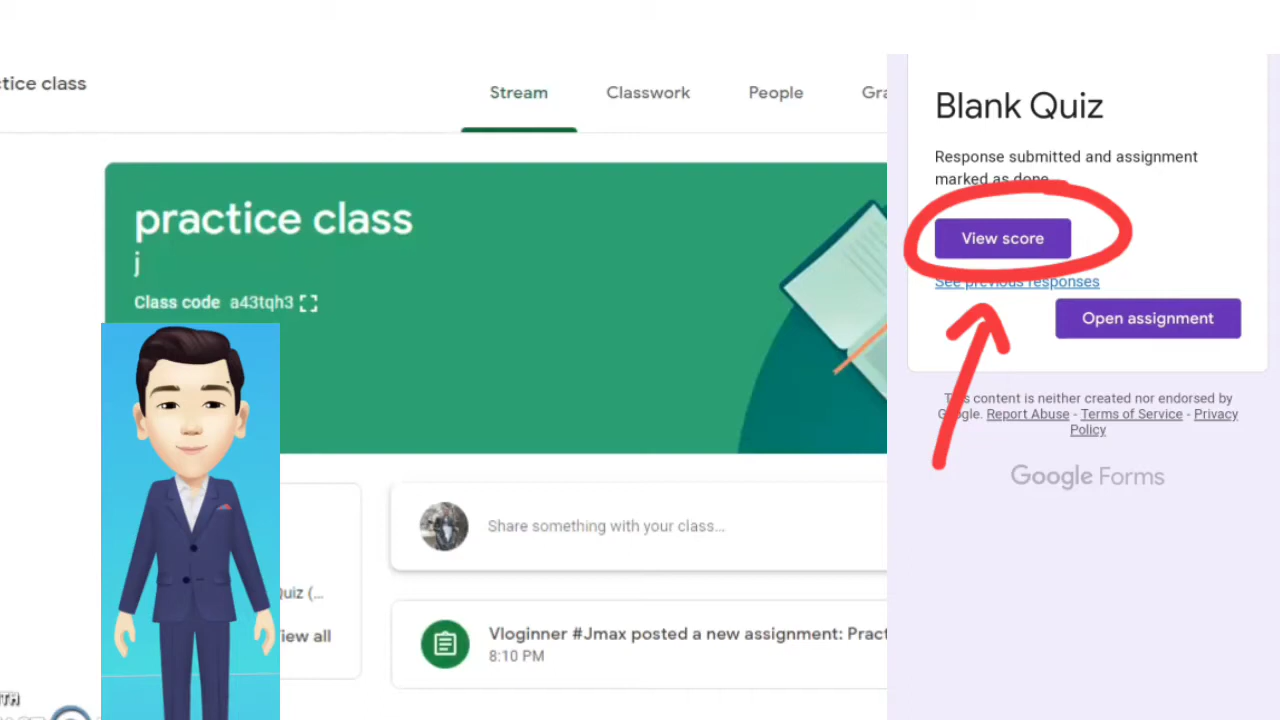 tice class
Stream
Classwork
People
Gra
practice class
j
Class code a43tqh3
uiz (...
iew all
Share something with your class...
Vloginner #Jmax posted a new assignment: Pract
8:10 PM
Blank Quiz
Response submitted and assignment
marked as done
View score
See previous responses
Open assignment
This content is neither created nor endorsed by
Google. Report Abuse - Terms of Service - Privacy
Policy
Google Forms